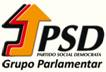 PSD
PARTIDO SOCIAL DEMOCRATA
Grupo Parlamentar